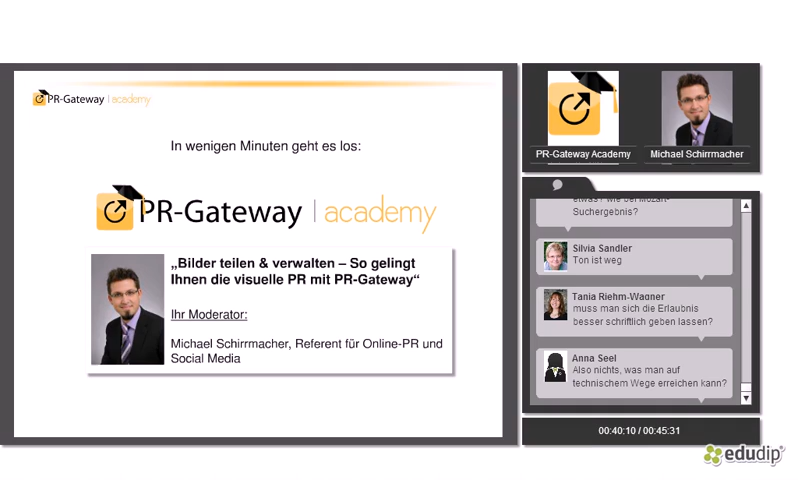 PR-Gateway | academy
In wenigen Minuten geht es los:
PR-Gateway | academy
„Bilder teilen & verwalten – So gelingt
Ihnen die visuelle PR mit PR-Gateway“
Ihr Moderator:
Michael Schirrmacher, Referent für Online-PR und
Social Media
PR-Gateway Academy
Michael Schirrmacher
etwas? wie bei Mozart-
Suchergebnis?
Silvia Sandler
Ton ist weg
Tania Riehm-Wagner
muss man sich die Erlaubnis
besser schriftlich geben lassen?
Anna Seel
Also nichts, was man auf
technischem Wege erreichen kann?
00:40:10 / 00:45:31
edudip